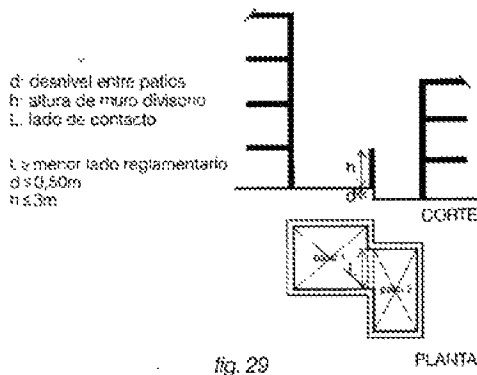 d: desnivel entre patios
h: altura de muro divisorio
L: lado de contacto
L ≥ menor lado reglamentario
d ≤ 0,50m
h ≤ 3m
h
d
CORTE
L
fig. 29
PLANTA